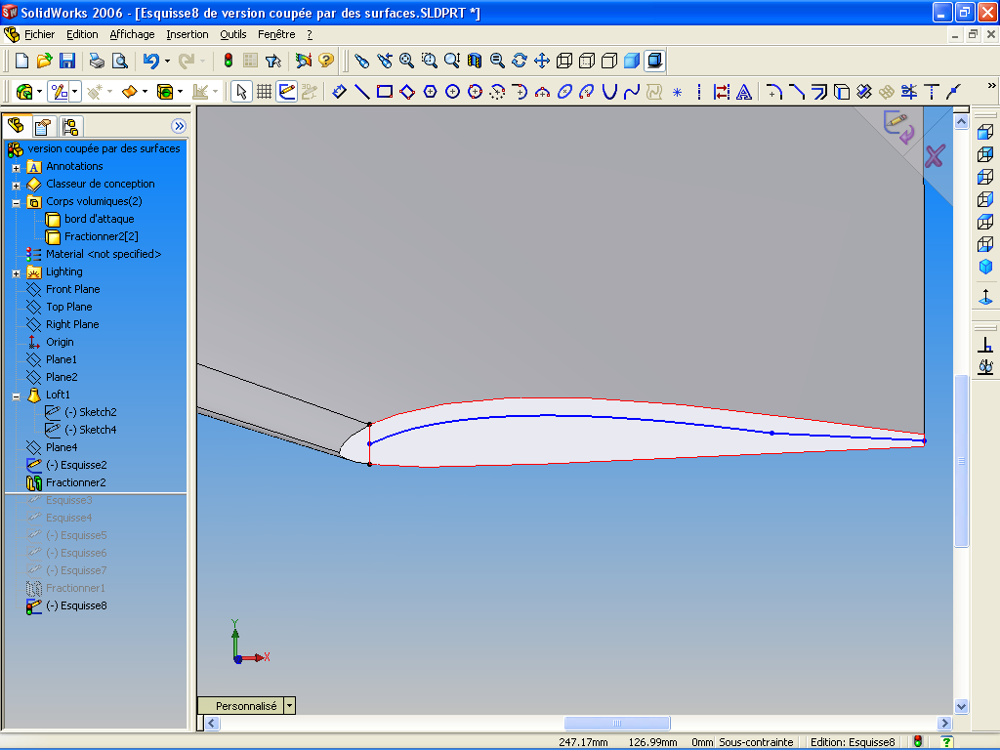 SolidWorks 2006 - [Esquisse8 de version coupée par des surfaces.SLDPRT *]
Fichier Edition Affichage Insertion Outils Fenêtre ?
version coupée par des surfaces
Annotations
Classeur de conception
Corps volumiques(2)
bord d'attaque
Fractionner2[2]
Material <not specified>
Lighting
Front Plane
Top Plane
Right Plane
Origin
Plane1
Plane2
Loft1
(-) Sketch2
(-) Sketch4
Plane4
(-) Esquisse2
Fractionner2
Esquisse3
Esquisse4
(-) Esquisse5
(-) Esquisse6
(-) Esquisse7
Fractionner1
(-) Esquisse8
Y
X
Personnalisé
247.17mm 126.99mm 0mm Sous-contrainte Edition: Esquisse8